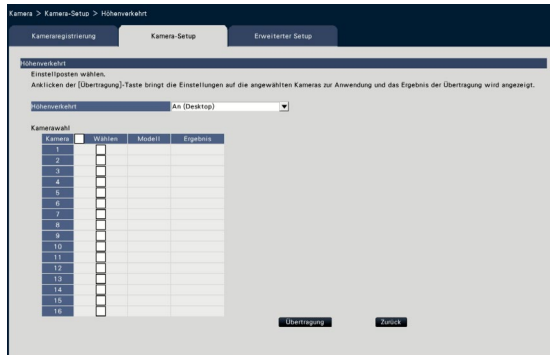 Kamera > Kamera-Setup > Höhenverkehrt
Kameraregistrierung Kamera-Setup Erweiterter Setup
Höhenverkehrt
Einstellposten wählen.
Anklicken der [Übertragung]-Taste bringt die Einstellungen auf die angewählten Kameras zur Anwendung und das Ergebnis der Übertragung wird angezeigt.
Höhenverkehrt An (Desktop)
Kamerawahl
Kamera Wählen Modell Ergebnis
1
2
3
4
5
6
7
8
9
10
11
12
13
14
15
16
Übertragung Zurück